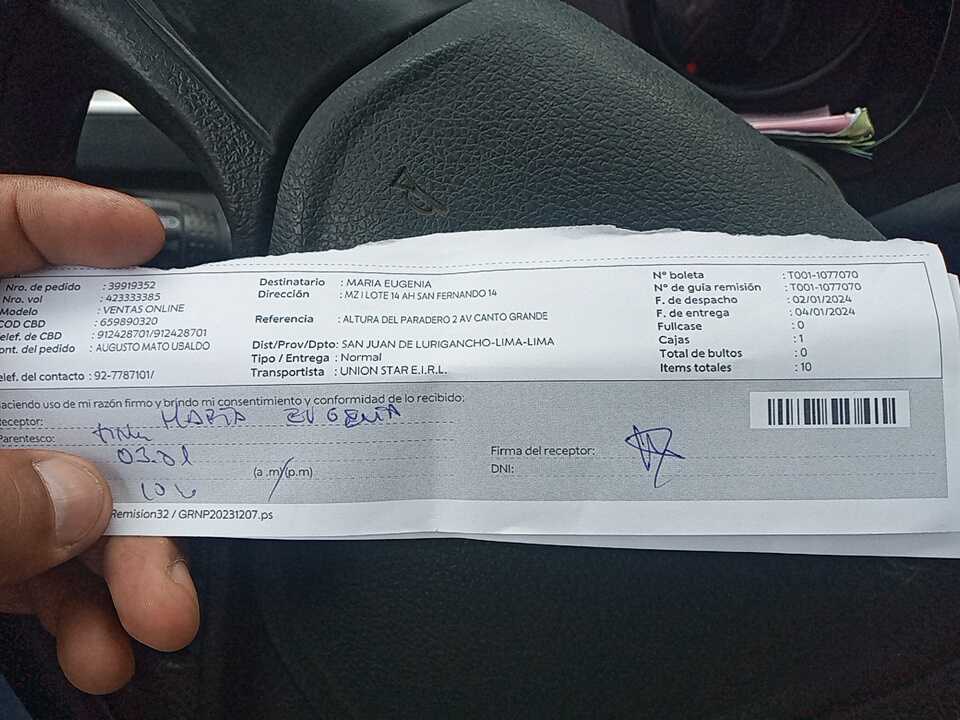 Nro. de pedido : 39919352
Nro. vol : 423333385
Modelo : VENTAS ONLINE
COD CBD : 659890320
Telef. de CBD : 912428701/912428701
ont. del pedido : AUGUSTO MATO UBALDO
elef. del contacto : 92-7787101/
Destinatario : MARIA EUGENIA
Dirección : MZ I LOTE 14 AH SAN FERNANDO 14
Referencia : ALTURA DEL PARADERO 2 AV CANTO GRANDE
Dist/Prov/Dpto: SAN JUAN DE LURIGANCHO-LIMA-LIMA
Tipo / Entrega : Normal
Transportista : UNION STAR E.I.R.L.
N° boleta : T001-1077070
N° de guia remisión : T001-1077070
F. de despacho : 02/01/2024
F. de entrega : 04/01/2024
Fullcase : 0
Cajas : 1
Total de bultos : 0
Items totales : 10
aciendo uso de mi razón firmo y brindo mi consentimiento y conformidad de lo recibido:
Receptor: MARIA EUGENIA
Parentesco:
03.01
(a .m)/(p.m)
Firma del receptor:
DNI:
Remision32 / GRNP20231207.ps